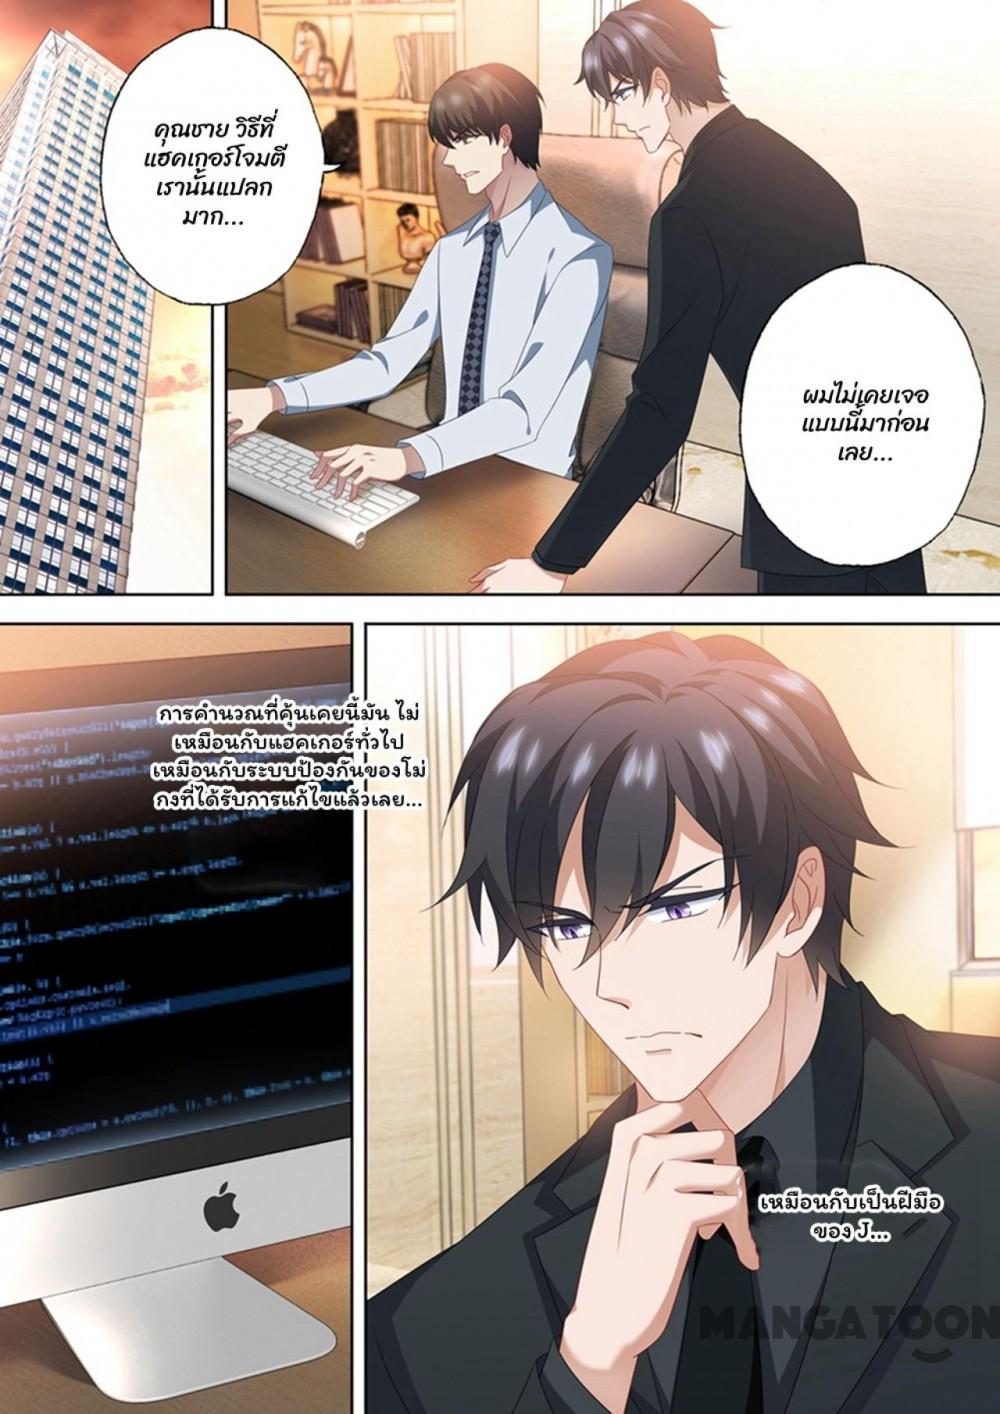 คุณชาย วิธีที่
แฮคเกอร์โจมตี
เรานั้นแปลก
มาก...
ผมไม่เคยเจอ
แบบนี้มาก่อน
เลย...
การคำนวณที่คุ้นเคยนี้มัน ไม่
เหมือนกับแฮคเกอร์ทั่วไป
เหมือนกับระบบป้องกันของโม่
กงที่ได้รับการแก้ไขแล้วเลย...
เหมือนกับเป็นฝีมือ
ของ J...
MANGATOON